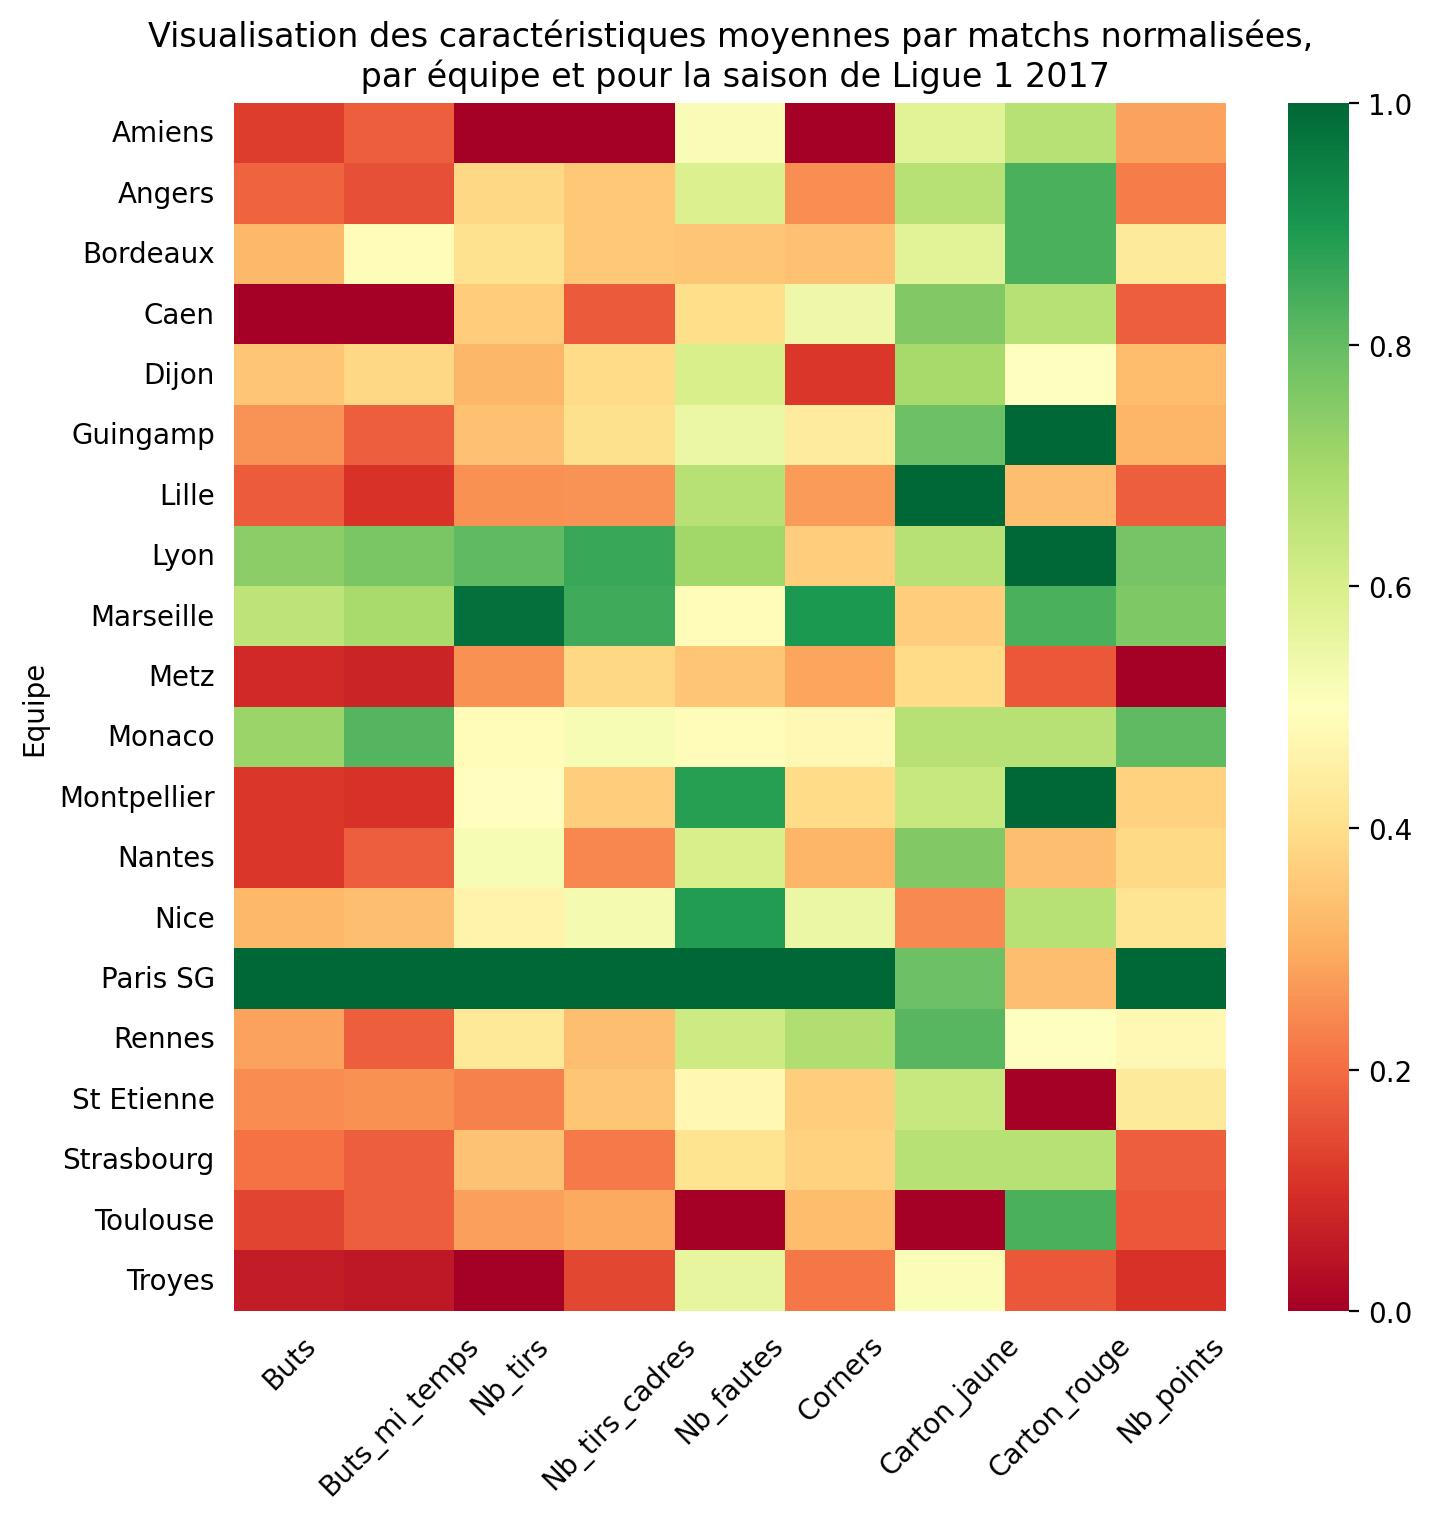 Visualisation des caractéristiques moyennes par matchs normalisées,
par équipe et pour la saison de Ligue 1 2017
Equipe
Amiens
Angers
Bordeaux
Caen
Dijon
Guingamp
Lille
Lyon
Marseille
Metz
Monaco
Montpellier
Nantes
Nice
Paris SG
Rennes
St Etienne
Strasbourg
Toulouse
Troyes
Buts
Buts_mi_temps
Nb_tirs
Nb_tirs_cadres
Nb_fautes
Corners
Carton_jaune
Carton_rouge
Nb_points
1.0
0.8
0.6
0.4
0.2
0.0